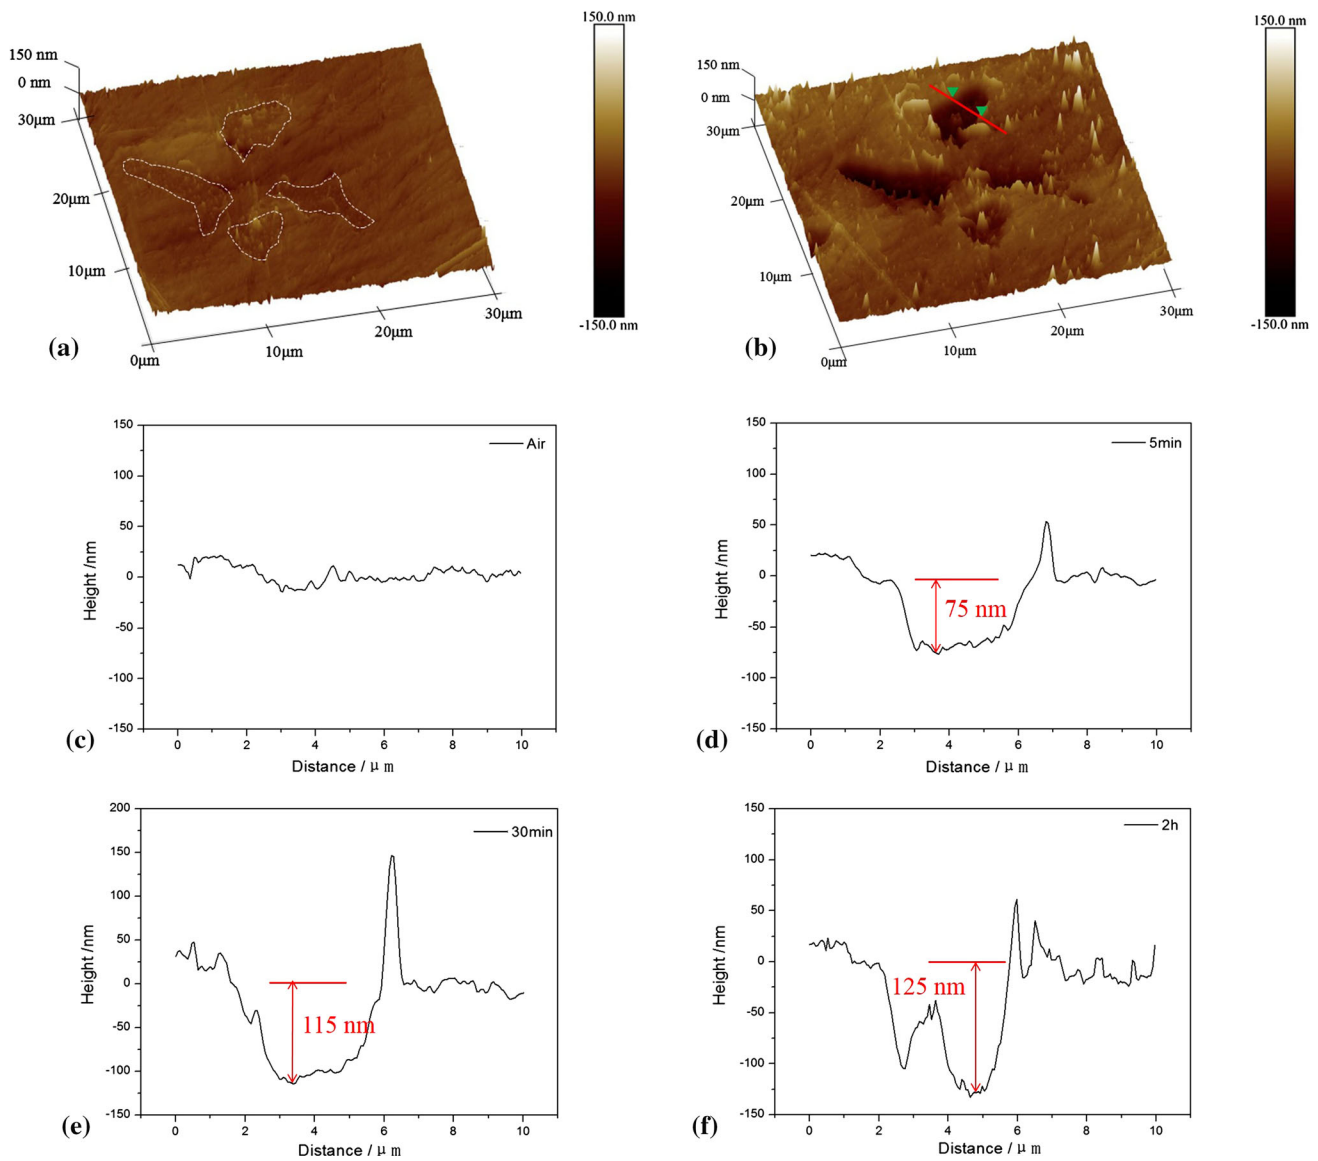 150.0 nm
150 nm
0 nm
30μm
20μm
10μm
0μm
10μm
20μm
30μm
-150.0 nm
(a)
150.0 nm
150 nm
0 nm
30μm
20μm
10μm
0μm
10μm
20μm
30μm
-150.0 nm
(b)
150
100
50
0
-50
-100
-150
Height /nm
Air
0 2 4 6 8 10
Distance / μ m
(c)
150
100
50
0
-50
-100
-150
Height /nm
5min
75 nm
0 2 4 6 8 10
Distance / μ m
(d)
200
150
100
50
0
-50
-100
-150
Height /nm
30min
115 nm
0 2 4 6 8 10
Distance / μ m
(e)
150
100
50
0
-50
-100
-150
Height /nm
2h
125 nm
0 2 4 6 8 10
Distance / μ m
(f)